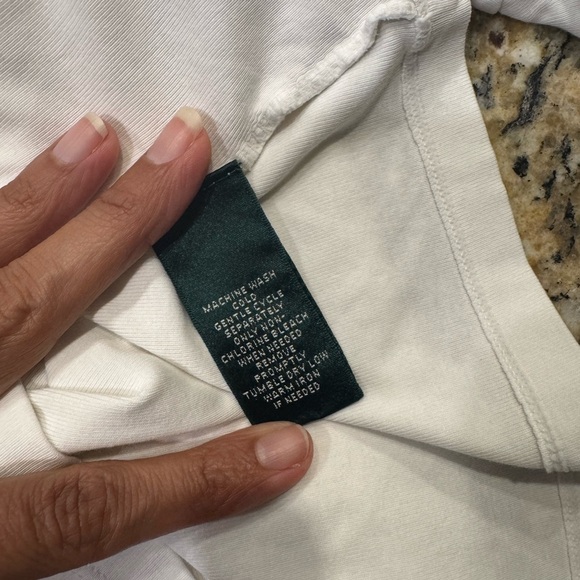 MACHINE WASH
COLD
GENTLE CYCLE
SEPARATELY
ONLY NON-
CHLORINE BLEACH
WHEN NEEDED
REMOVE
PROMPTLY
TUMBLE DRY LOW
WARM IRON
IF NEEDED